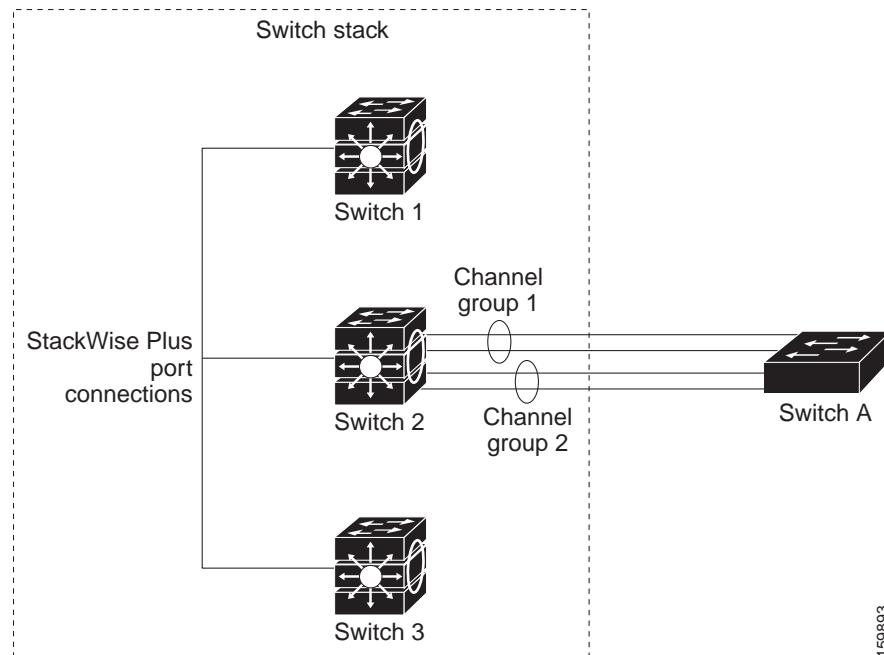 Switch stack
Switch 1
Channel
group 1
StackWise Plus
port
connections
Switch 2
Channel
group 2
Switch A
Switch 3
159893